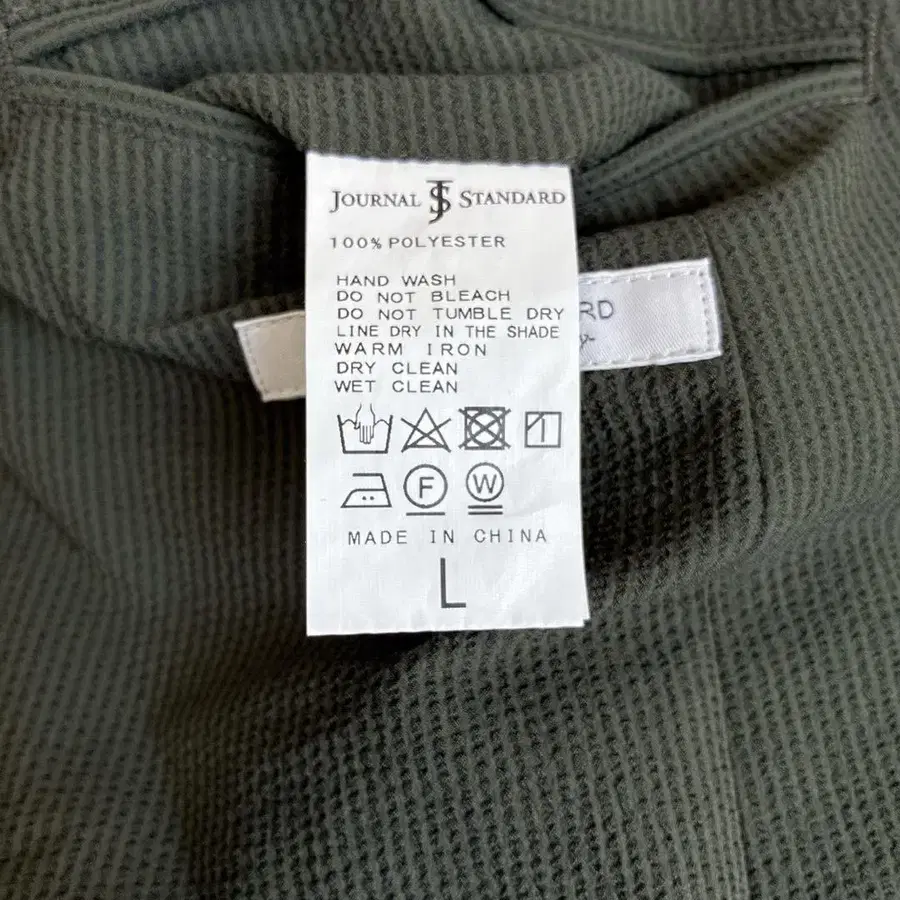 JOURNAL JS STANDARD
100% POLYESTER
HAND WASH
DO NOT BLEACH
DO NOT TUMBLE DRY
LINE DRY IN THE SHADE
WARM IRON
DRY CLEAN
WET CLEAN
F W
MADE IN CHINA
L
RD